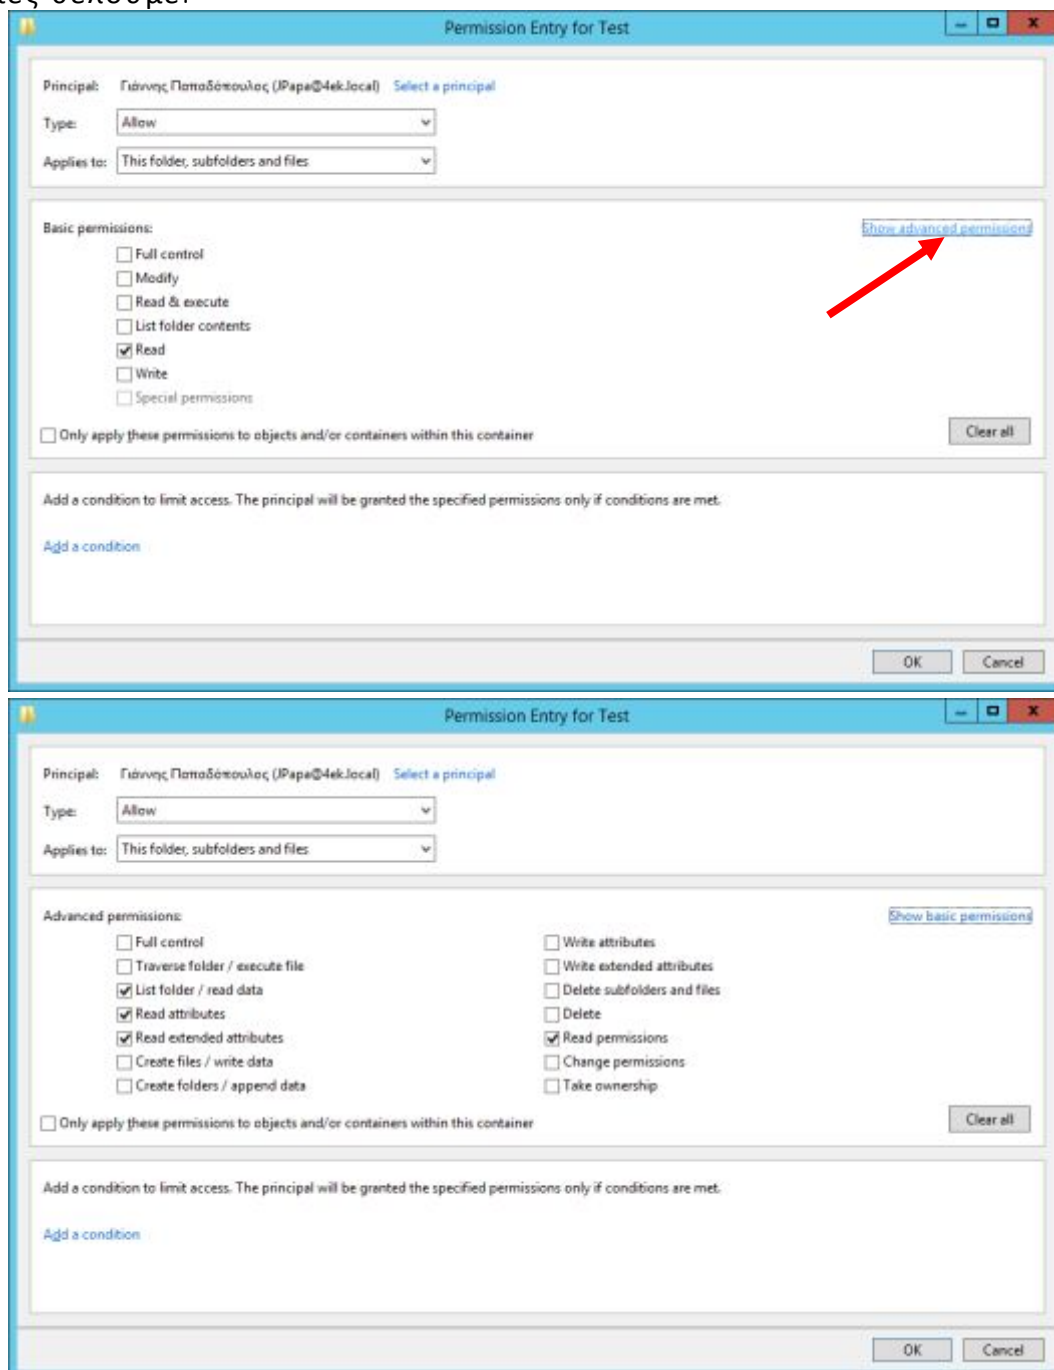 τες θέλουμε.
Permission Entry for Test
Principal: Γιάννης Παπαδόπουλος (JPapa@4ek.local) Select a principal
Type: Allow
Applies to: This folder, subfolders and files
Basic permissions: Show advanced permissions
Full control
Modify
Read & execute
List folder contents
Read
Write
Special permissions
Only apply these permissions to objects and/or containers within this container Clear all
Add a condition to limit access. The principal will be granted the specified permissions only if conditions are met.
Add a condition
OK Cancel
Permission Entry for Test
Principal: Γιάννης Παπαδόπουλος (JPapa@4ek.local) Select a principal
Type: Allow
Applies to: This folder, subfolders and files
Advanced permissions: Show basic permissions
Full control Write attributes
Traverse folder / execute file Write extended attributes
List folder / read data Delete subfolders and files
Read attributes Delete
Read extended attributes Read permissions
Create files / write data Change permissions
Create folders / append data Take ownership
Only apply these permissions to objects and/or containers within this container Clear all
Add a condition to limit access. The principal will be granted the specified permissions only if conditions are met.
Add a condition
OK Cancel